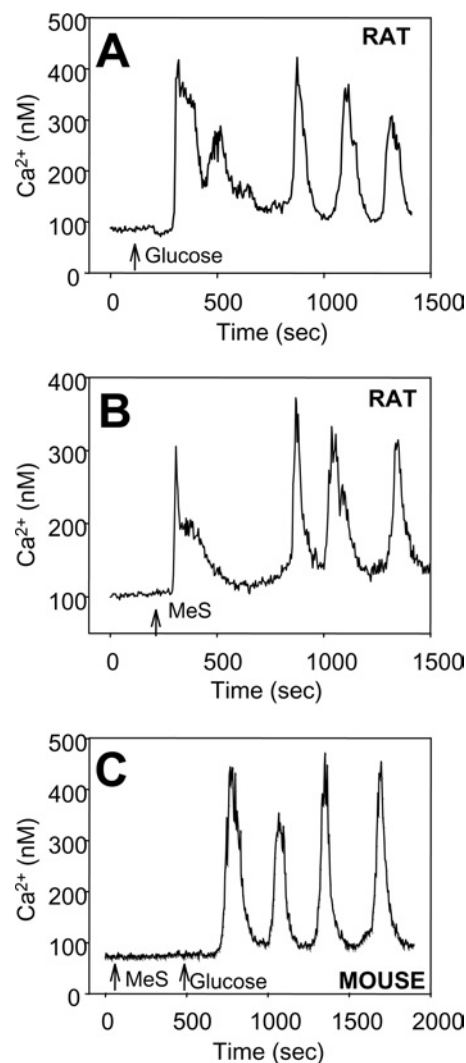 A
RAT
Ca²⁺ (nM)
500
400
300
200
100
0
Glucose
0 500 1000 1500
Time (sec)
B
RAT
Ca²⁺ (nM)
400
300
200
100
MeS
0 500 1000 1500
Time (sec)
C
Ca²⁺ (nM)
500
400
300
200
100
0
MeS Glucose
MOUSE
0 500 1000 1500 2000
Time (sec)